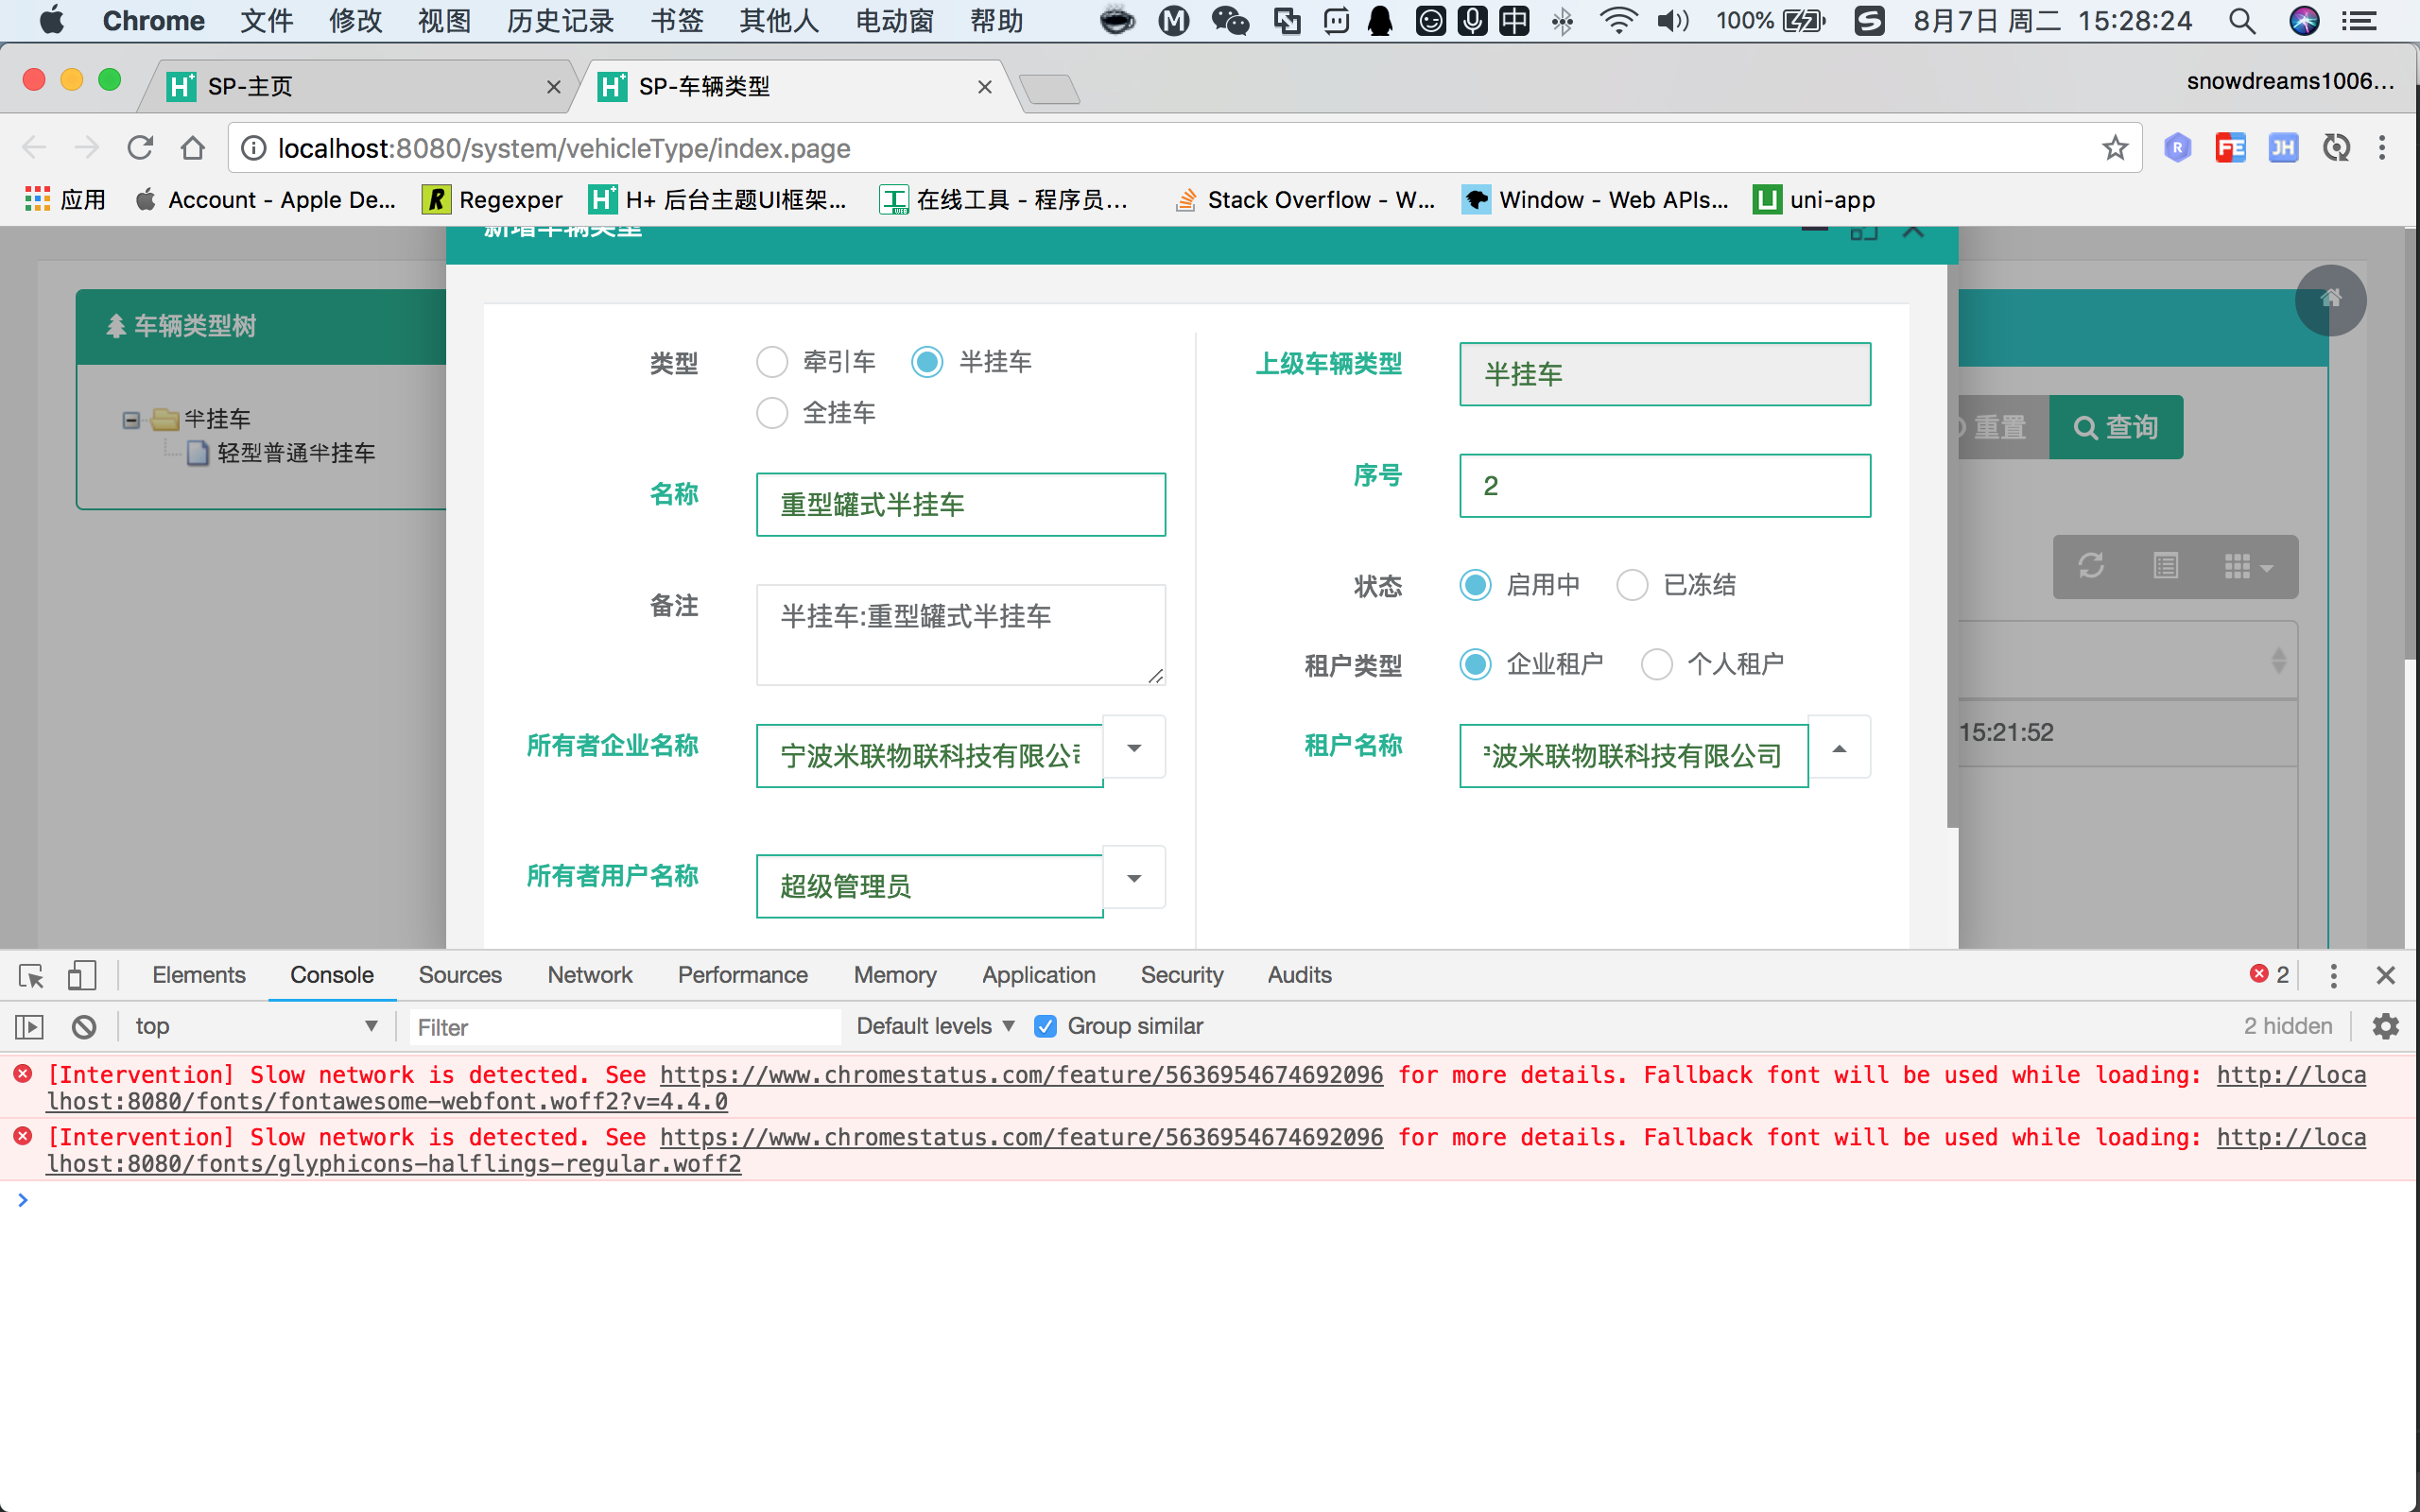 Chrome 文件 修改 视图 历史记录 书签 其他人 电动窗 帮助 中 100% 8月7日 周二 15:28:24
SP-主页 SP-车辆类型 snowdreams1006...
localhost:8080/system/vehicleType/index.page
应用 Account - Apple De... Regexper H+ 后台主题UI框架... 在线工具 - 程序员... Stack Overflow - W... Window - Web APIs... uni-app
新增车辆类型
车辆类型树
半挂车
轻型普通半挂车
类型 牵引车 半挂车
全挂车
上级车辆类型 半挂车
名称 重型罐式半挂车
序号 2
备注 半挂车:重型罐式半挂车
状态 启用中 已冻结
租户类型 企业租户 个人租户
所有者企业名称 宁波米联物联科技有限公司
租户名称 波米联物联科技有限公司
所有者用户名称 超级管理员
重置 查询
15:21:52
Elements Console Sources Network Performance Memory Application Security Audits 2
top Filter Default levels Group similar 2 hidden
[Intervention] Slow network is detected. See https://www.chromestatus.com/feature/5636954674692096 for more details. Fallback font will be used while loading: http://loca
lhost:8080/fonts/fontawesome-webfont.woff2?v=4.4.0
[Intervention] Slow network is detected. See https://www.chromestatus.com/feature/5636954674692096 for more details. Fallback font will be used while loading: http://loca
lhost:8080/fonts/glyphicons-halflings-regular.woff2